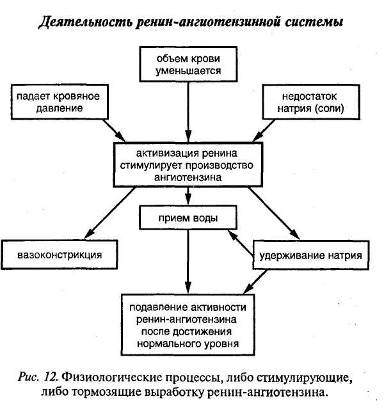 Деятельность ренин-ангиотензинной системы
объем крови
уменьшается
падает кровяное
давление
недостаток
натрия (соли)
активизация ренина
стимулирует производство
ангиотензина
прием воды
вазоконстрикция
удерживание натрия
подавление активности
ренин-ангиотензина
после достижения
нормального уровня
Рис. 12. Физиологические процессы, либо стимулирующие,
либо тормозящие выработку ренин-ангиотензина.